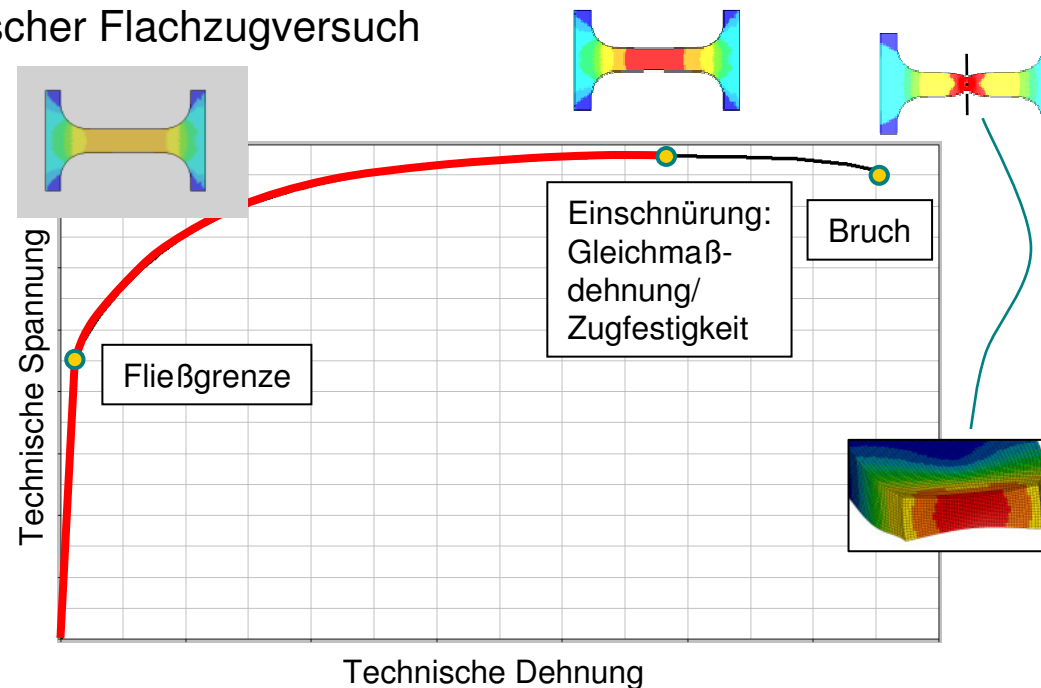 scher Flachzugversuch
Einschnürung:
Gleichmaß-
dehnung/
Zugfestigkeit
Bruch
Fließgrenze
Technische Spannung
Technische Dehnung